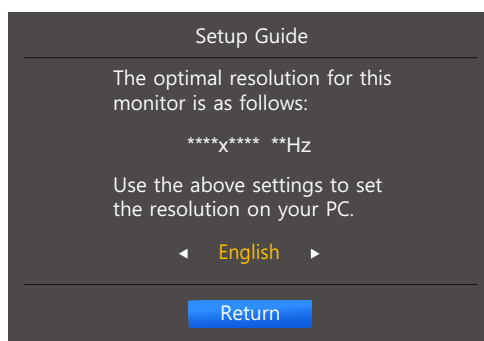 Setup Guide
The optimal resolution for this
monitor is as follows:
****x**** **Hz
Use the above settings to set
the resolution on your PC.
English
Return